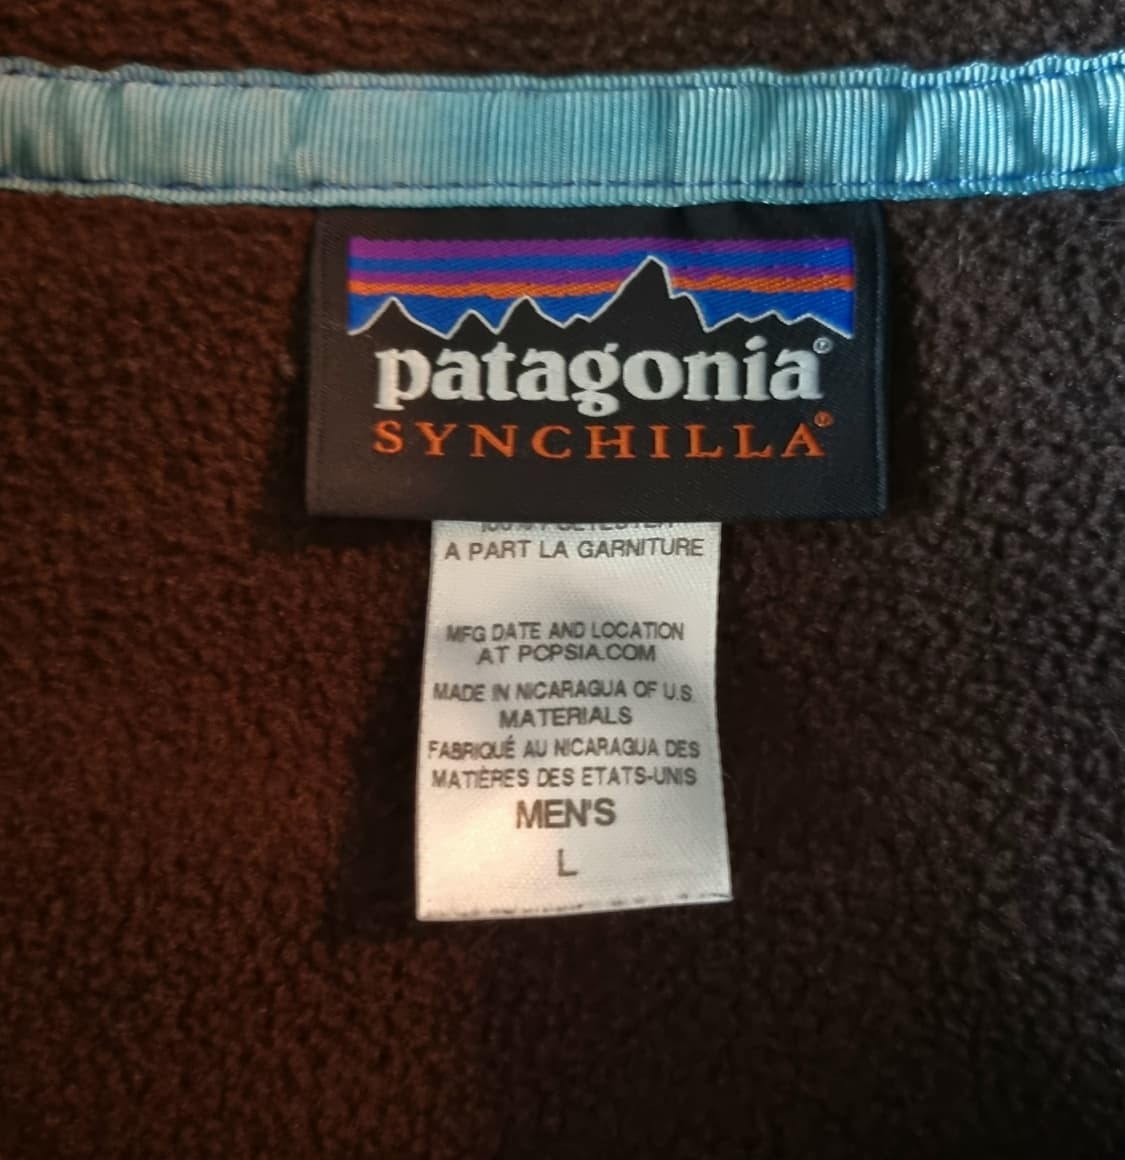 patagonia®
SYNCHILLA®
A PART LA GARNITURE
MFG DATE AND LOCATION
AT PCPSIA.COM
MADE IN NICARAGUA OF U.S.
MATERIALS
FABRIQUÉ AU NICARAGUA DES
MATIÈRES DES ETATS-UNIS
MEN'S
L